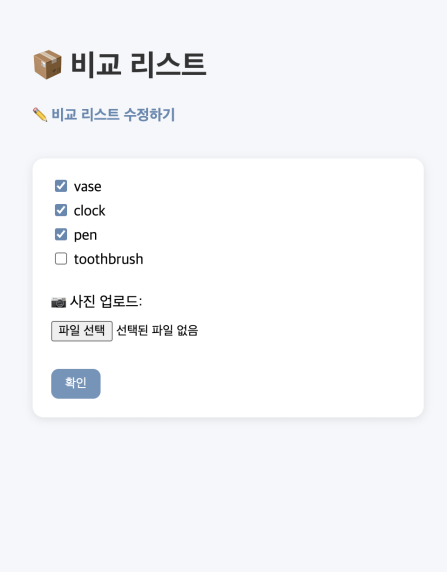 📦 비교 리스트
✏️ 비교 리스트 수정하기
vase
clock
pen
toothbrush
📷 사진 업로드:
파일 선택 선택된 파일 없음
확인